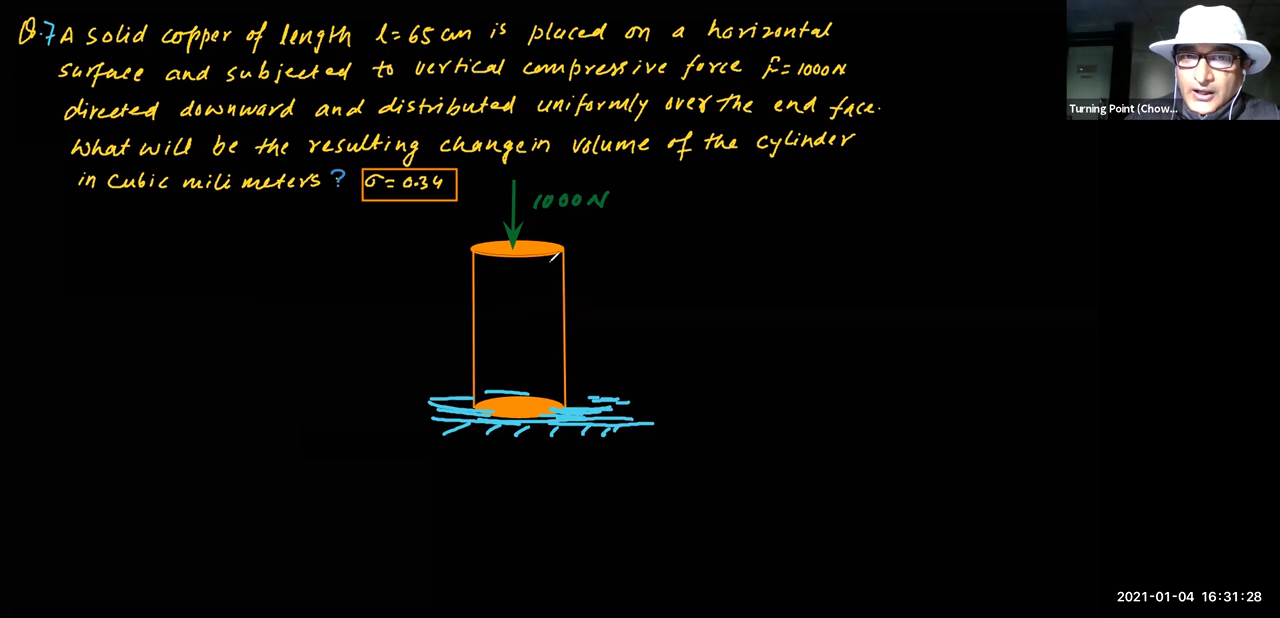 Q.7 A solid copper of length l = 65 cm is placed on a horizontal
surface and subjected to vertical compressive force F = 1000 N
directed downward and distributed uniformly over the end face.
What will be the resulting change in volume of the cylinder
in cubic mili meters ? σ = 0.34
1000 N
Turning Point (Chow...
2021-01-04 16:31:28